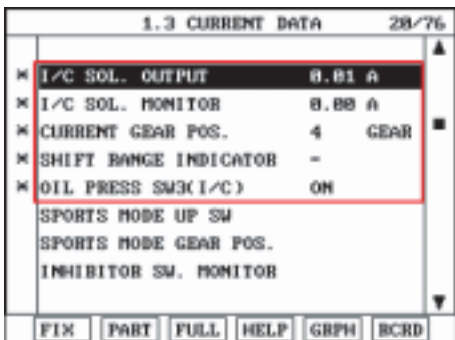 1.3 CURRENT DATA 20/76
× I/C SOL. OUTPUT 0.01 A
× I/C SOL. MONITOR 0.00 A
× CURRENT GEAR POS. 4 GEAR
× SHIFT RANGE INDICATOR -
× OIL PRESS SW3(I/C) ON
SPORTS MODE UP SW
SPORTS MODE GEAR POS.
INHIBITOR SW. MONITOR
FIX PART FULL HELP GRPH RCRD